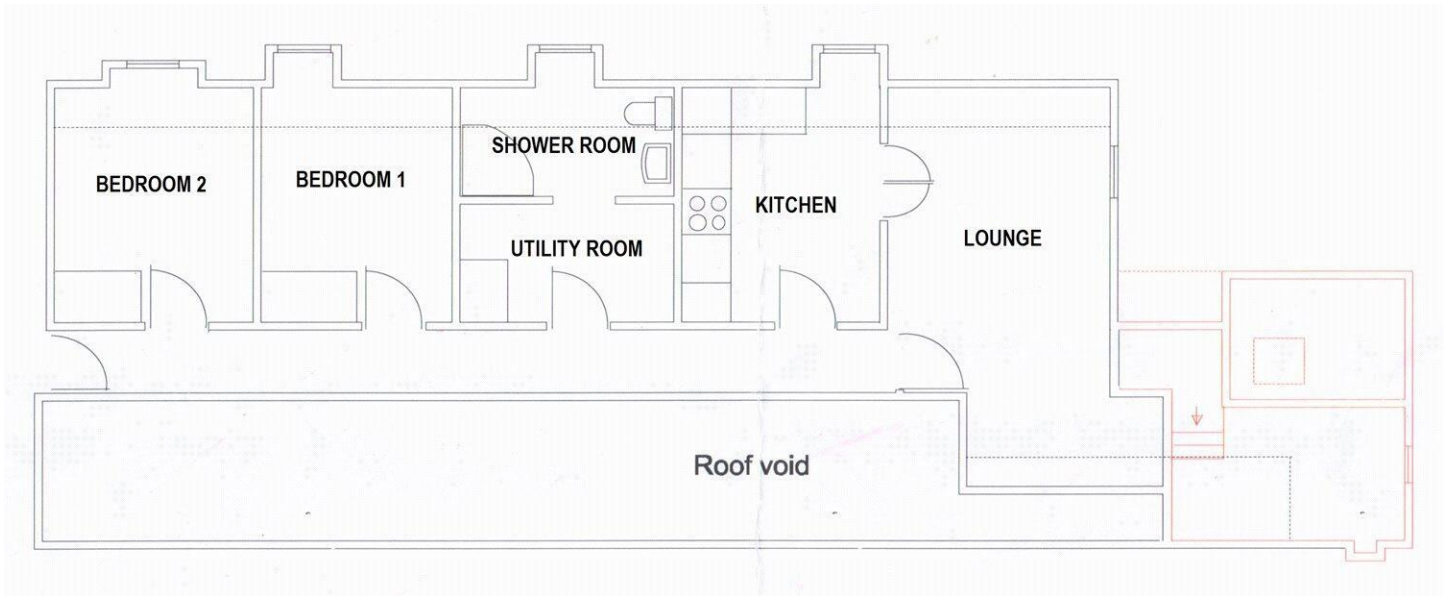 BEDROOM 2
BEDROOM 1
SHOWER ROOM
UTILITY ROOM
KITCHEN
LOUNGE
Roof void